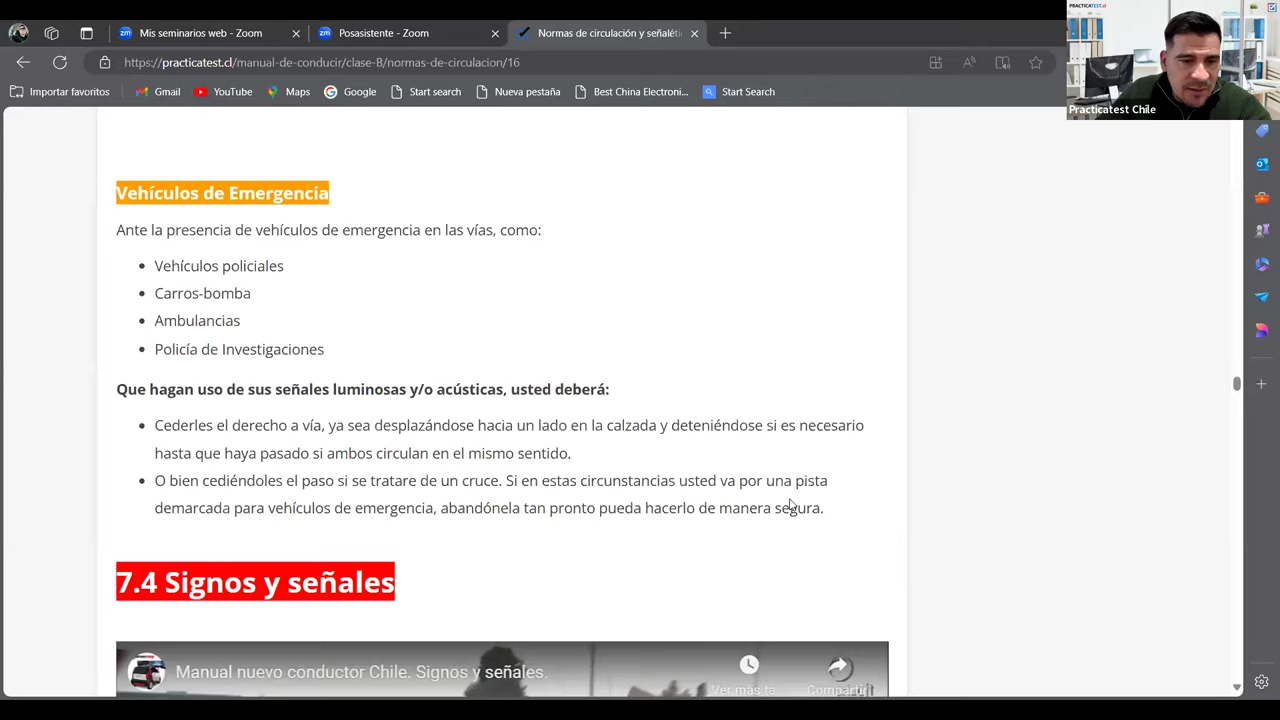 PRACTICATEST.cl
Mis seminarios web - Zoom
Posasistente - Zoom
Normas de circulación y señaléti
https://practicatest.cl/manual-de-conducir/clase-B/normas-de-circulacion/16
Importar favoritos
Gmail
YouTube
Maps
Google
Start search
Nueva pestaña
Best China Electroni...
Start Search
Practicatest Chile
Vehículos de Emergencia
Ante la presencia de vehículos de emergencia en las vías, como:
Vehículos policiales
Carros-bomba
Ambulancias
Policía de Investigaciones
Que hagan uso de sus señales luminosas y/o acústicas, usted deberá:
Cederles el derecho a vía, ya sea desplazándose hacia un lado en la calzada y deteniéndose si es necesario
hasta que haya pasado si ambos circulan en el mismo sentido.
O bien cediéndoles el paso si se tratare de un cruce. Si en estas circunstancias usted va por una pista
demarcada para vehículos de emergencia, abandónela tan pronto pueda hacerlo de manera segura.
7.4 Signos y señales
Manual nuevo conductor Chile. Signos y señales.
Ver más ta
Compartir